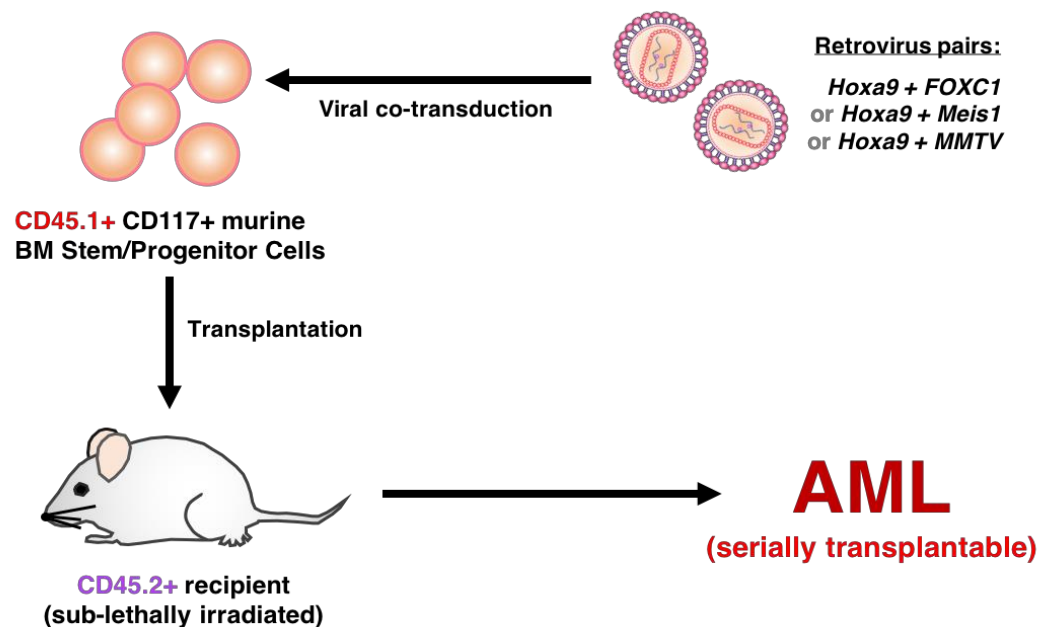 Retrovirus pairs:
Hoxa9 + FOXC1
or Hoxa9 + Meis1
or Hoxa9 + MMTV
Viral co-transduction
CD45.1+ CD117+ murine
BM Stem/Progenitor Cells
Transplantation
AML
(serially transplantable)
CD45.2+ recipient
(sub-lethally irradiated)